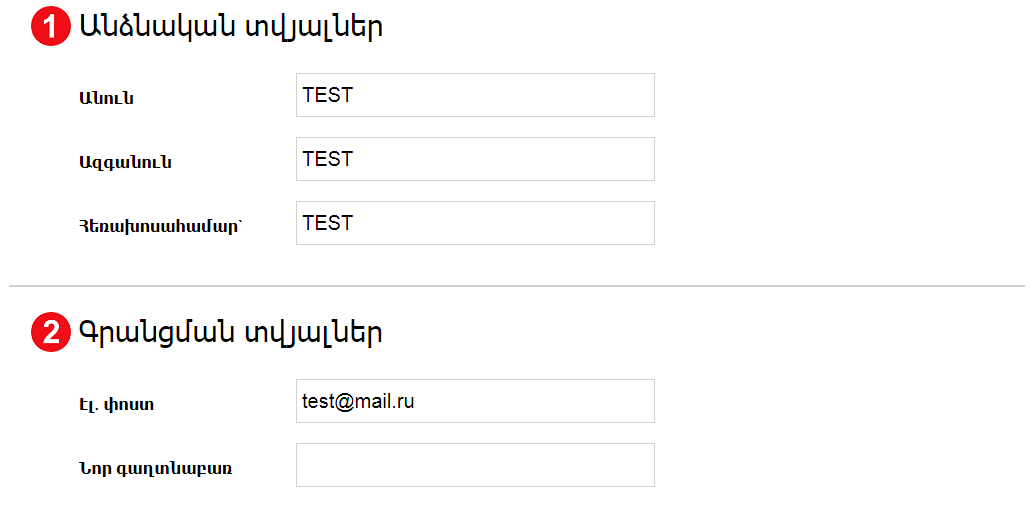 1 Անձնական տվյալներ
Անուն TEST
Ազգանուն TEST
Հեռախոսահամար՝ TEST
2 Գրանցման տվյալներ
Էլ. փոստ test@mail.ru
Նոր գաղտնաբառ